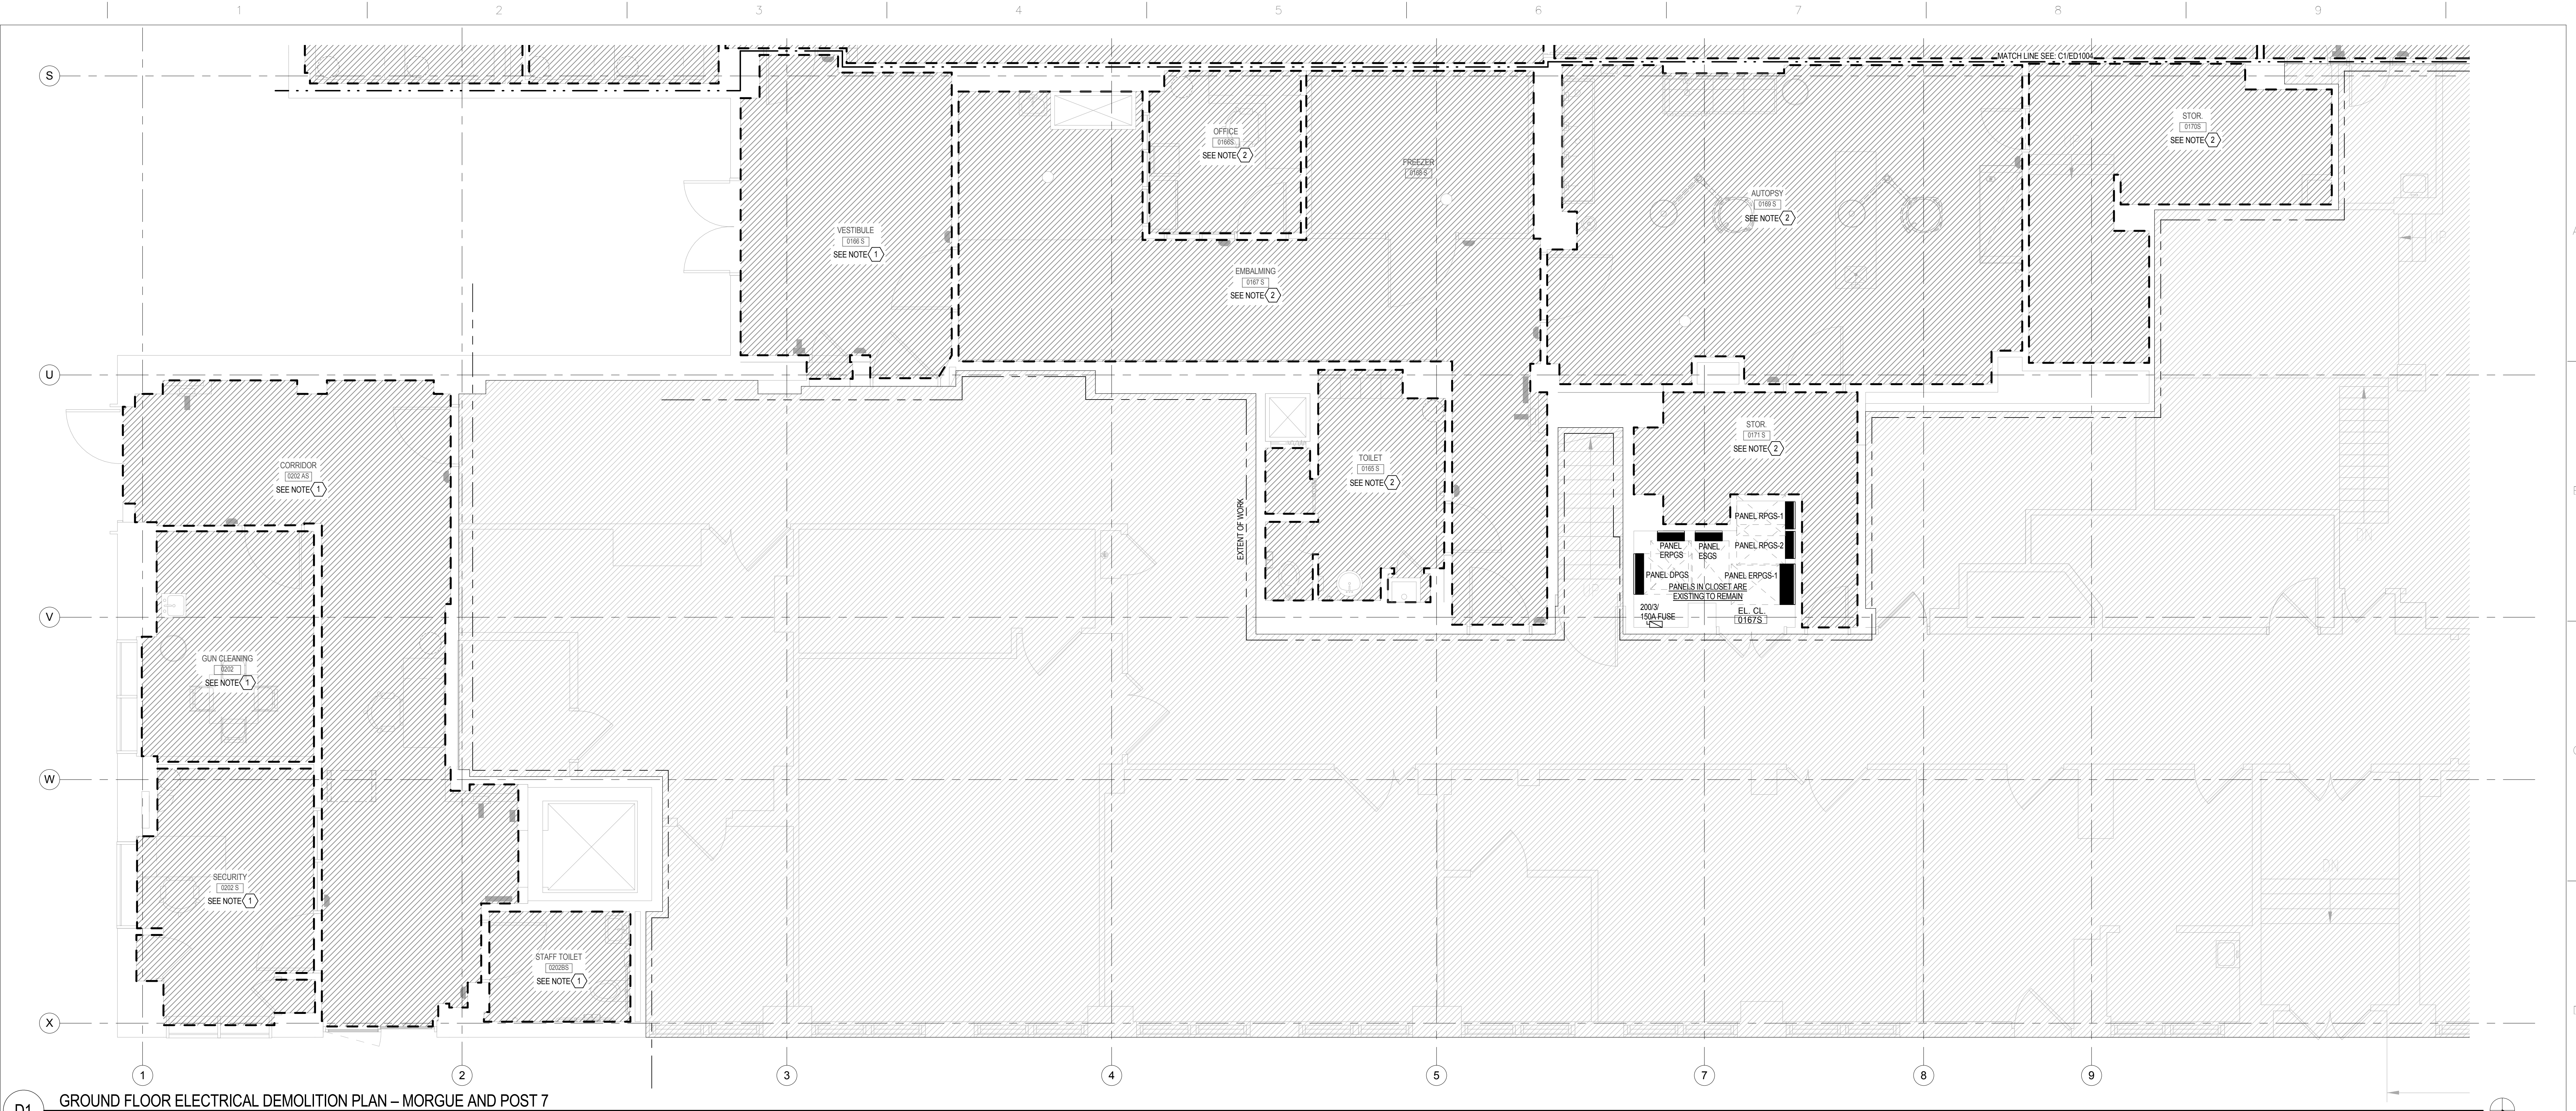 1 2 3 4 5 6 7 8 9
S
MATCH LINE SEE: C1/ED1004
OFFICE
0166S
SEE NOTE 2
FREEZER
0168 S
STOR.
0170S
SEE NOTE 2
AUTOPSY
0169 S
SEE NOTE 2
VESTIBULE
0166 S
SEE NOTE 1
EMBALMING
0167 S
SEE NOTE 2
UP
A
U
CORRIDOR
0202 AS
SEE NOTE 1
TOILET
0165 S
SEE NOTE 2
STOR.
0171 S
SEE NOTE 2
EXTENT OF WORK
UP
PANEL RPGS-1
PANEL
ERPGS
PANEL
ESGS
PANEL RPGS-2
PANEL DPGS
PANEL ERPGS-1
PANELS IN CLOSET ARE
EXISTING TO REMAIN
200/3/
150A FUSE
EL. CL.
0167S
V
GUN CLEANING
0202
SEE NOTE 1
W
SECURITY
0202 S
SEE NOTE 1
DN
STAFF TOILET
0202BS
SEE NOTE 1
X
1 2 3 4 5 7 8 9
D1
GROUND FLOOR ELECTRICAL DEMOLITION PLAN – MORGUE AND POST 7